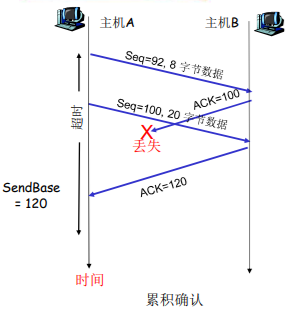 主机A
主机B
Seq=92, 8 字节数据
ACK=100
Seq=100, 20 字节数据
超时
X
丢失
ACK=120
SendBase
= 120
时间
累积确认